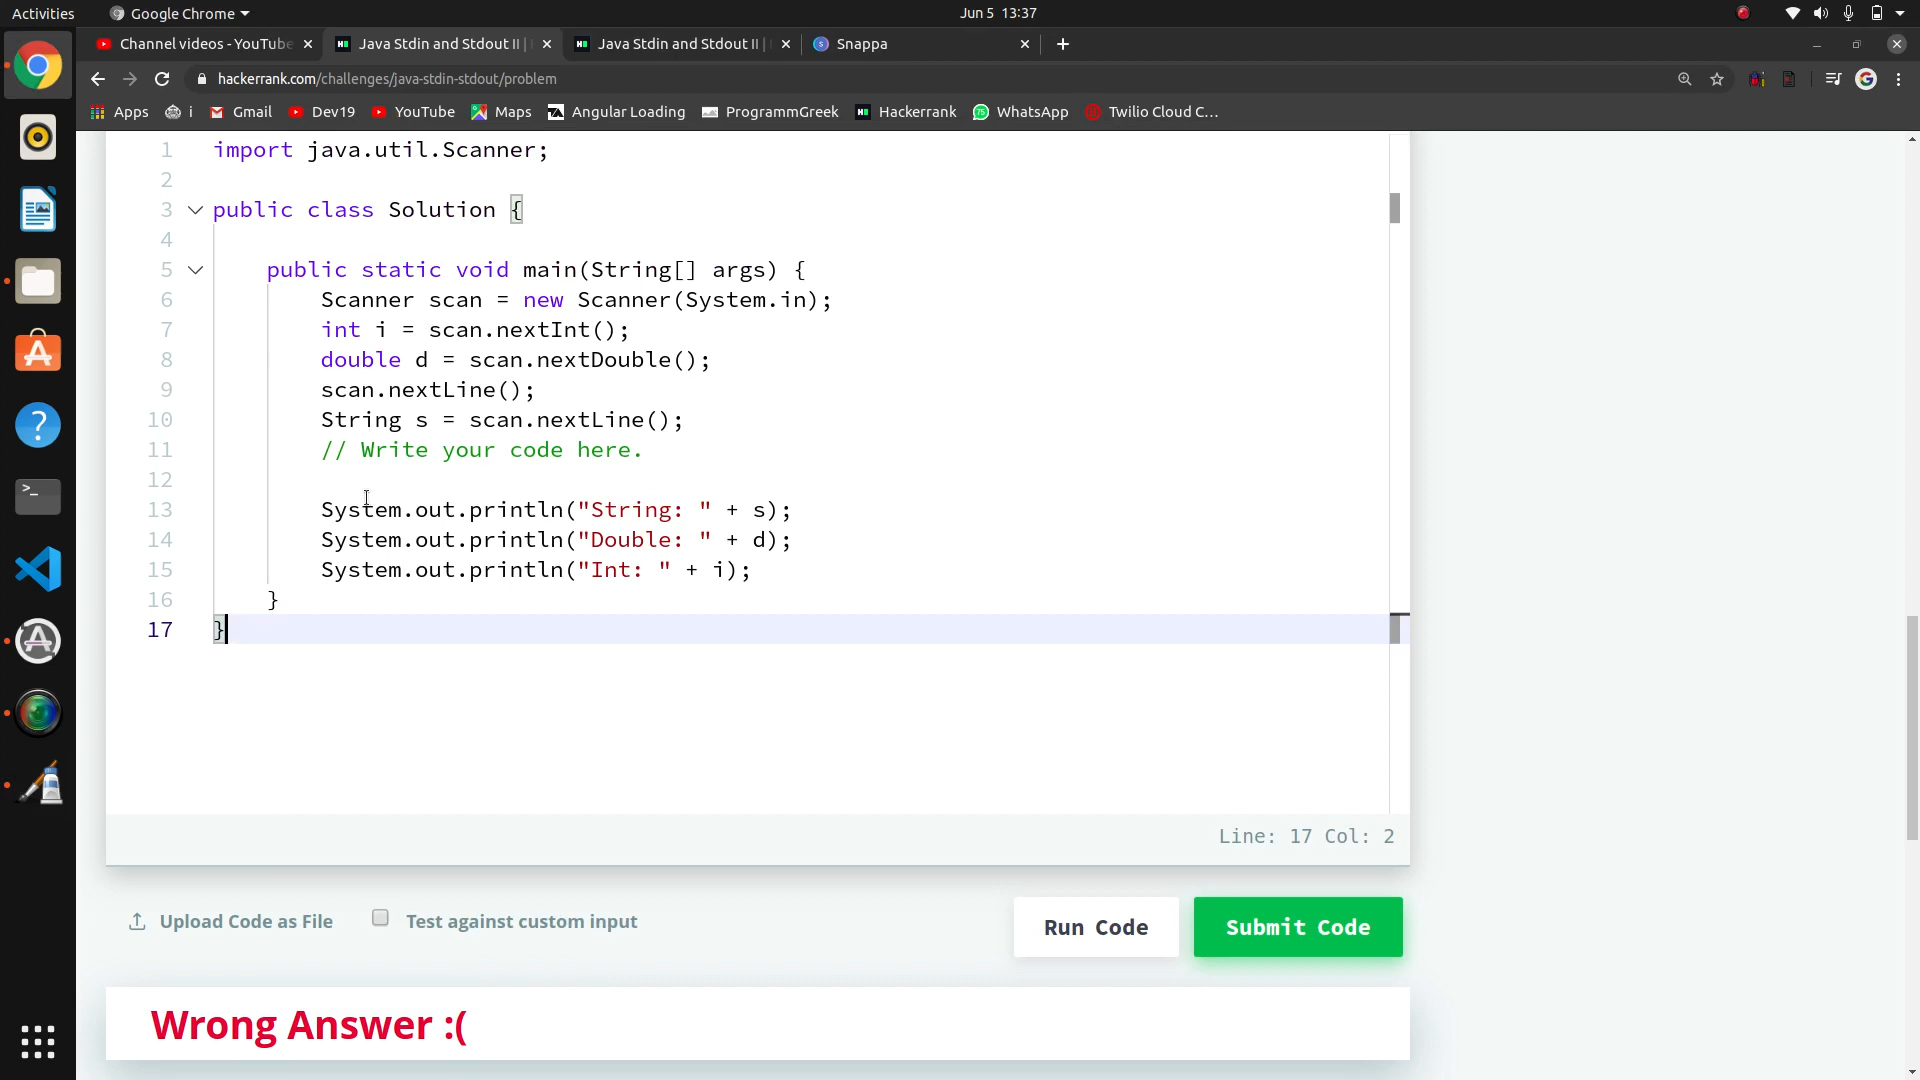 Activities
Google Chrome
Jun 5 13:37
Channel videos - YouTube
Java Stdin and Stdout II |
Java Stdin and Stdout II |
Snappa
hackerrank.com/challenges/java-stdin-stdout/problem
Apps
i
Gmail
Dev19
YouTube
Maps
Angular Loading
ProgrammGreek
Hackerrank
WhatsApp
Twilio Cloud C...
1 import java.util.Scanner;
2
3 public class Solution {
4
5 public static void main(String[] args) {
6 Scanner scan = new Scanner(System.in);
7 int i = scan.nextInt();
8 double d = scan.nextDouble();
9 scan.nextLine();
10 String s = scan.nextLine();
11 // Write your code here.
12
13 System.out.println("String: " + s);
14 System.out.println("Double: " + d);
15 System.out.println("Int: " + i);
16 }
17 }
Line: 17 Col: 2
Upload Code as File
Test against custom input
Run Code
Submit Code
Wrong Answer :(